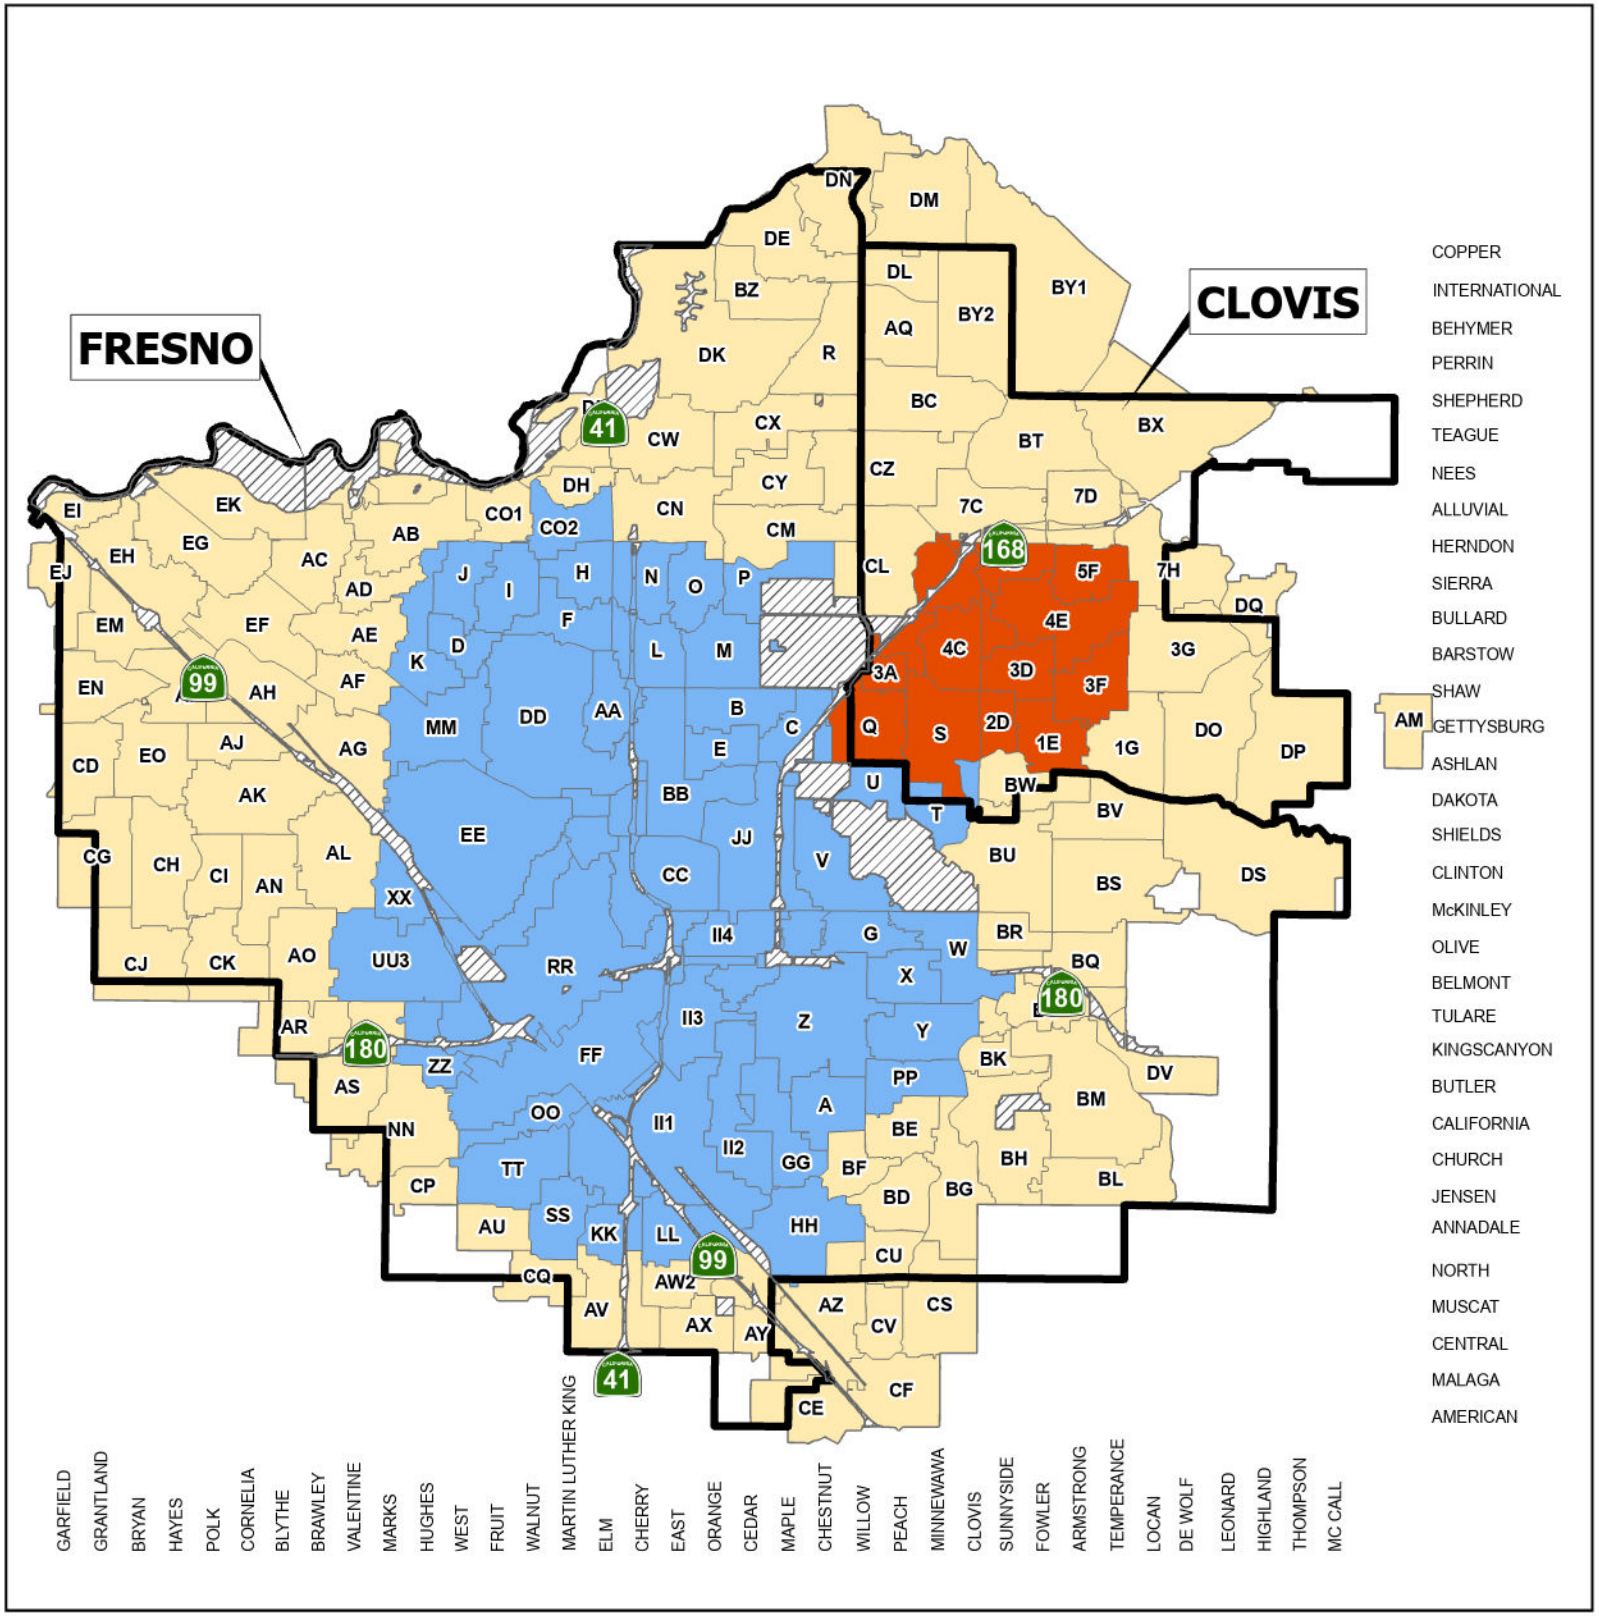 DN
DM
DE
BZ
DL
BY2
BY1
AQ
DK
R
BC
BX
BT
CX
CW
CZ
CY
CN
CM
7C
7D
CL
FRESNO
CLOVIS
CALIFORNIA
41
DH
CO1
CO2
EI
EK
EG
EH
AB
AC
AD
EJ
EM
EF
AE
EN
AH
AF
CALIFORNIA
99
EO
AJ
AG
CD
AK
CG
CH
CI
AN
AL
CJ
CK
AO
AR
AS
NN
CP
AU
CQ
AV
AW2
AX
AY
J
I
H
F
N
O
P
D
K
L
M
MM
DD
AA
B
C
E
BB
EE
JJ
CC
V
XX
UU3
RR
II4
G
W
X
II3
Z
Y
FF
ZZ
PP
OO
A
II1
II2
GG
TT
SS
KK
LL
HH
U
T
CALIFORNIA
168
5F
4E
4C
3D
3F
3A
Q
S
2D
1E
7H
DQ
3G
DO
DP
1G
BW
BV
BU
BS
DS
BR
BQ
CALIFORNIA
180
BK
DV
BM
BE
BF
BH
BL
BD
BG
CU
AZ
CV
CS
CF
CE
CALIFORNIA
180
CALIFORNIA
99
CALIFORNIA
41
AM
COPPER
INTERNATIONAL
BEHYMER
PERRIN
SHEPHERD
TEAGUE
NEES
ALLUVIAL
HERNDON
SIERRA
BULLARD
BARSTOW
SHAW
GETTYSBURG
ASHLAN
DAKOTA
SHIELDS
CLINTON
McKINLEY
OLIVE
BELMONT
TULARE
KINGSCANYON
BUTLER
CALIFORNIA
CHURCH
JENSEN
ANNADALE
NORTH
MUSCAT
CENTRAL
MALAGA
AMERICAN
GARFIELD
GRANTLAND
BRYAN
HAYES
POLK
CORNELIA
BLYTHE
BRAWLEY
VALENTINE
MARKS
HUGHES
WEST
FRUIT
WALNUT
MARTIN LUTHER KING
ELM
CHERRY
EAST
ORANGE
CEDAR
MAPLE
CHESTNUT
WILLOW
PEACH
MINNEWAWA
CLOVIS
SUNNYSIDE
FOWLER
ARMSTRONG
TEMPERANCE
LOCAN
DE WOLF
LEONARD
HIGHLAND
THOMPSON
MC CALL